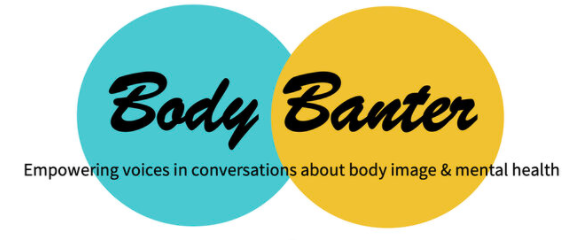 Body Banter
Empowering voices in conversations about body image & mental health